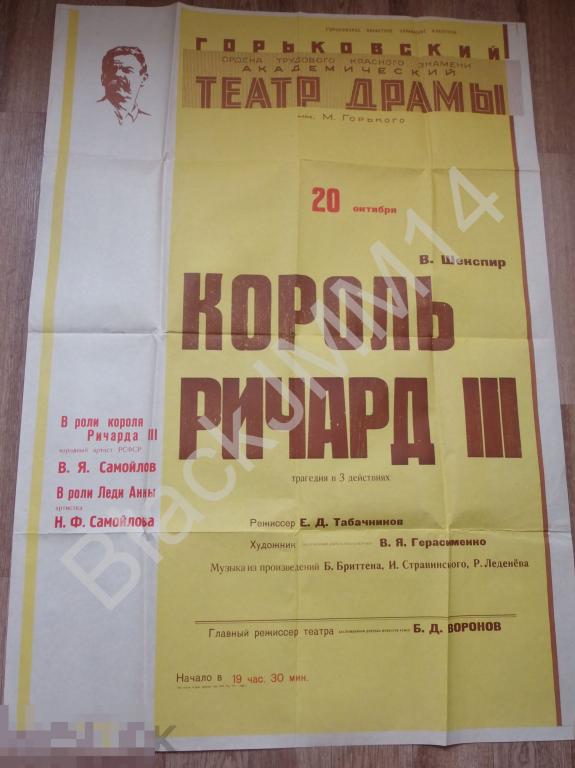 ГОРЬКОВСКИЙ
ОРДЕНА ТРУДОВОГО КРАСНОГО ЗНАМЕНИ
АКАДЕМИЧЕСКИЙ
ТЕАТР ДРАМЫ
им. М. Горького
20 октября
В. Шекспир
КОРОЛЬ
РИЧАРД III
трагедия в 3 действиях
В роли короля
Ричарда III
народный артист РСФСР
В. Я. Самойлов
В роли Леди Анны
артистка
Н. Ф. Самойлова
Режиссер Е. Д. Табачников
Художник В. Я. Герасименко
Музыка из произведений Б. Бриттена, И. Стравинского, Р. Леденёва
Главный режиссер театра Б. Д. ВОРОНОВ
Начало в 19 час. 30 мин.
BlackJMM14